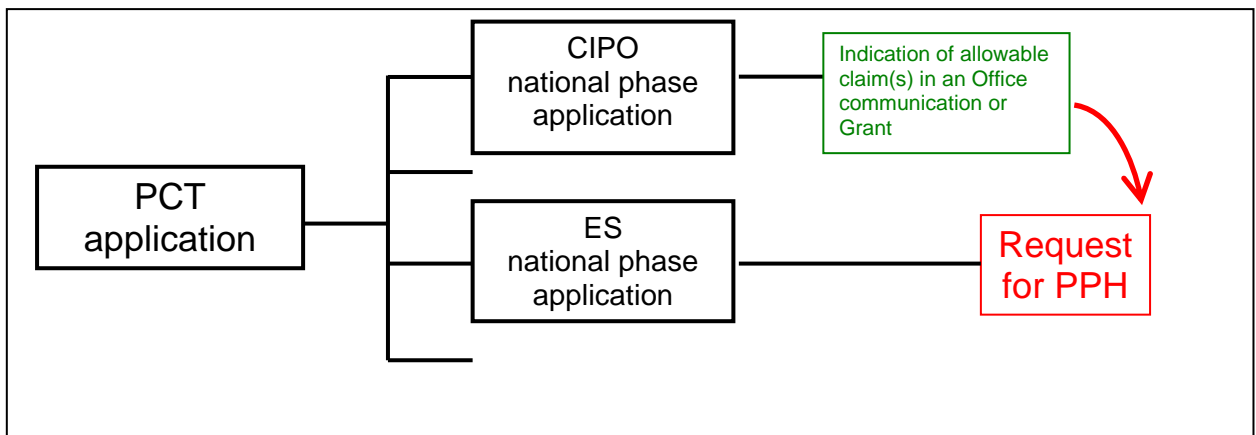 PCT
application
CIPO
national phase
application
Indication of allowable
claim(s) in an Office
communication or
Grant
ES
national phase
application
Request
for PPH